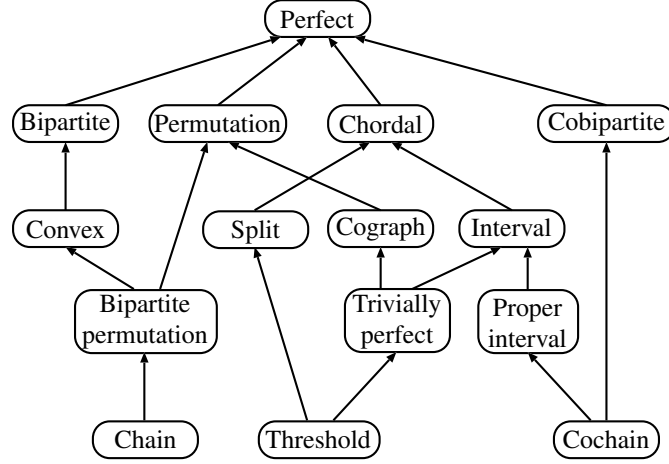 Perfect
Bipartite
Permutation
Chordal
Cobipartite
Convex
Split
Cograph
Interval
Bipartite
permutation
Trivially
perfect
Proper
interval
Chain
Threshold
Cochain